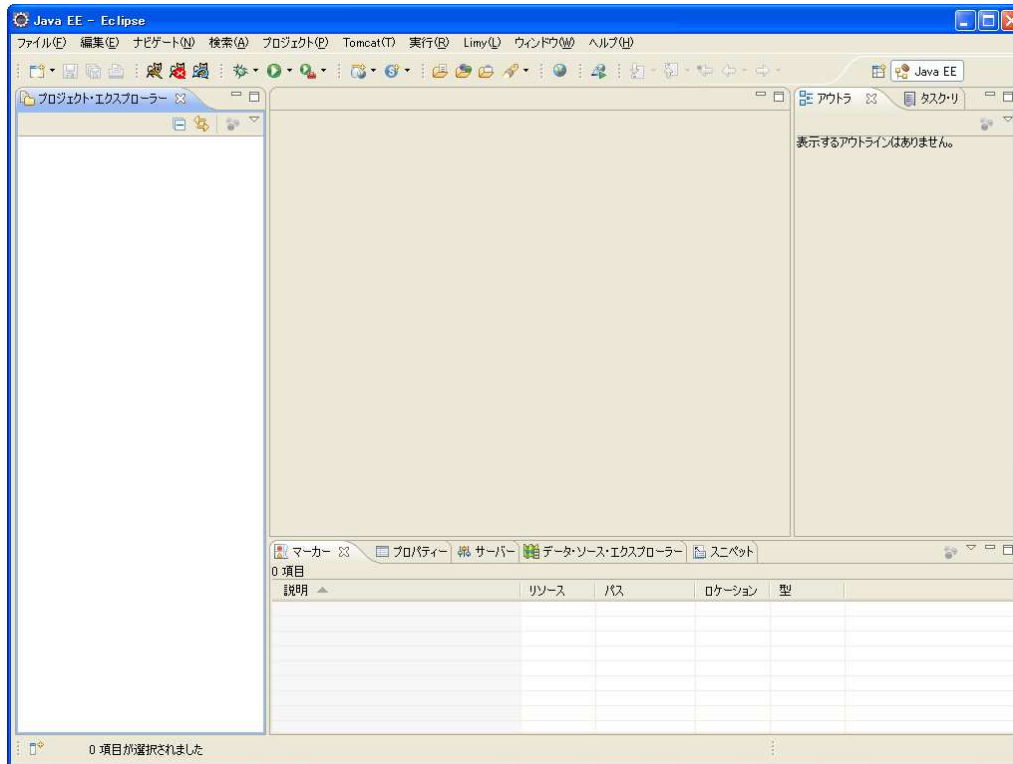 Java EE - Eclipse
ファイル(F) 編集(E) ナビゲート(N) 検索(A) プロジェクト(P) Tomcat(T) 実行(R) Limy(L) ウィンドウ(W) ヘルプ(H)
Java EE
プロジェクト・エクスプローラー
アウトラ タスク・リ
表示するアウトラインはありません。
マーカー プロパティー サーバー データ・ソース・エクスプローラー スニペット
0 項目
説明 リソース パス ロケーション 型
0 項目が選択されました